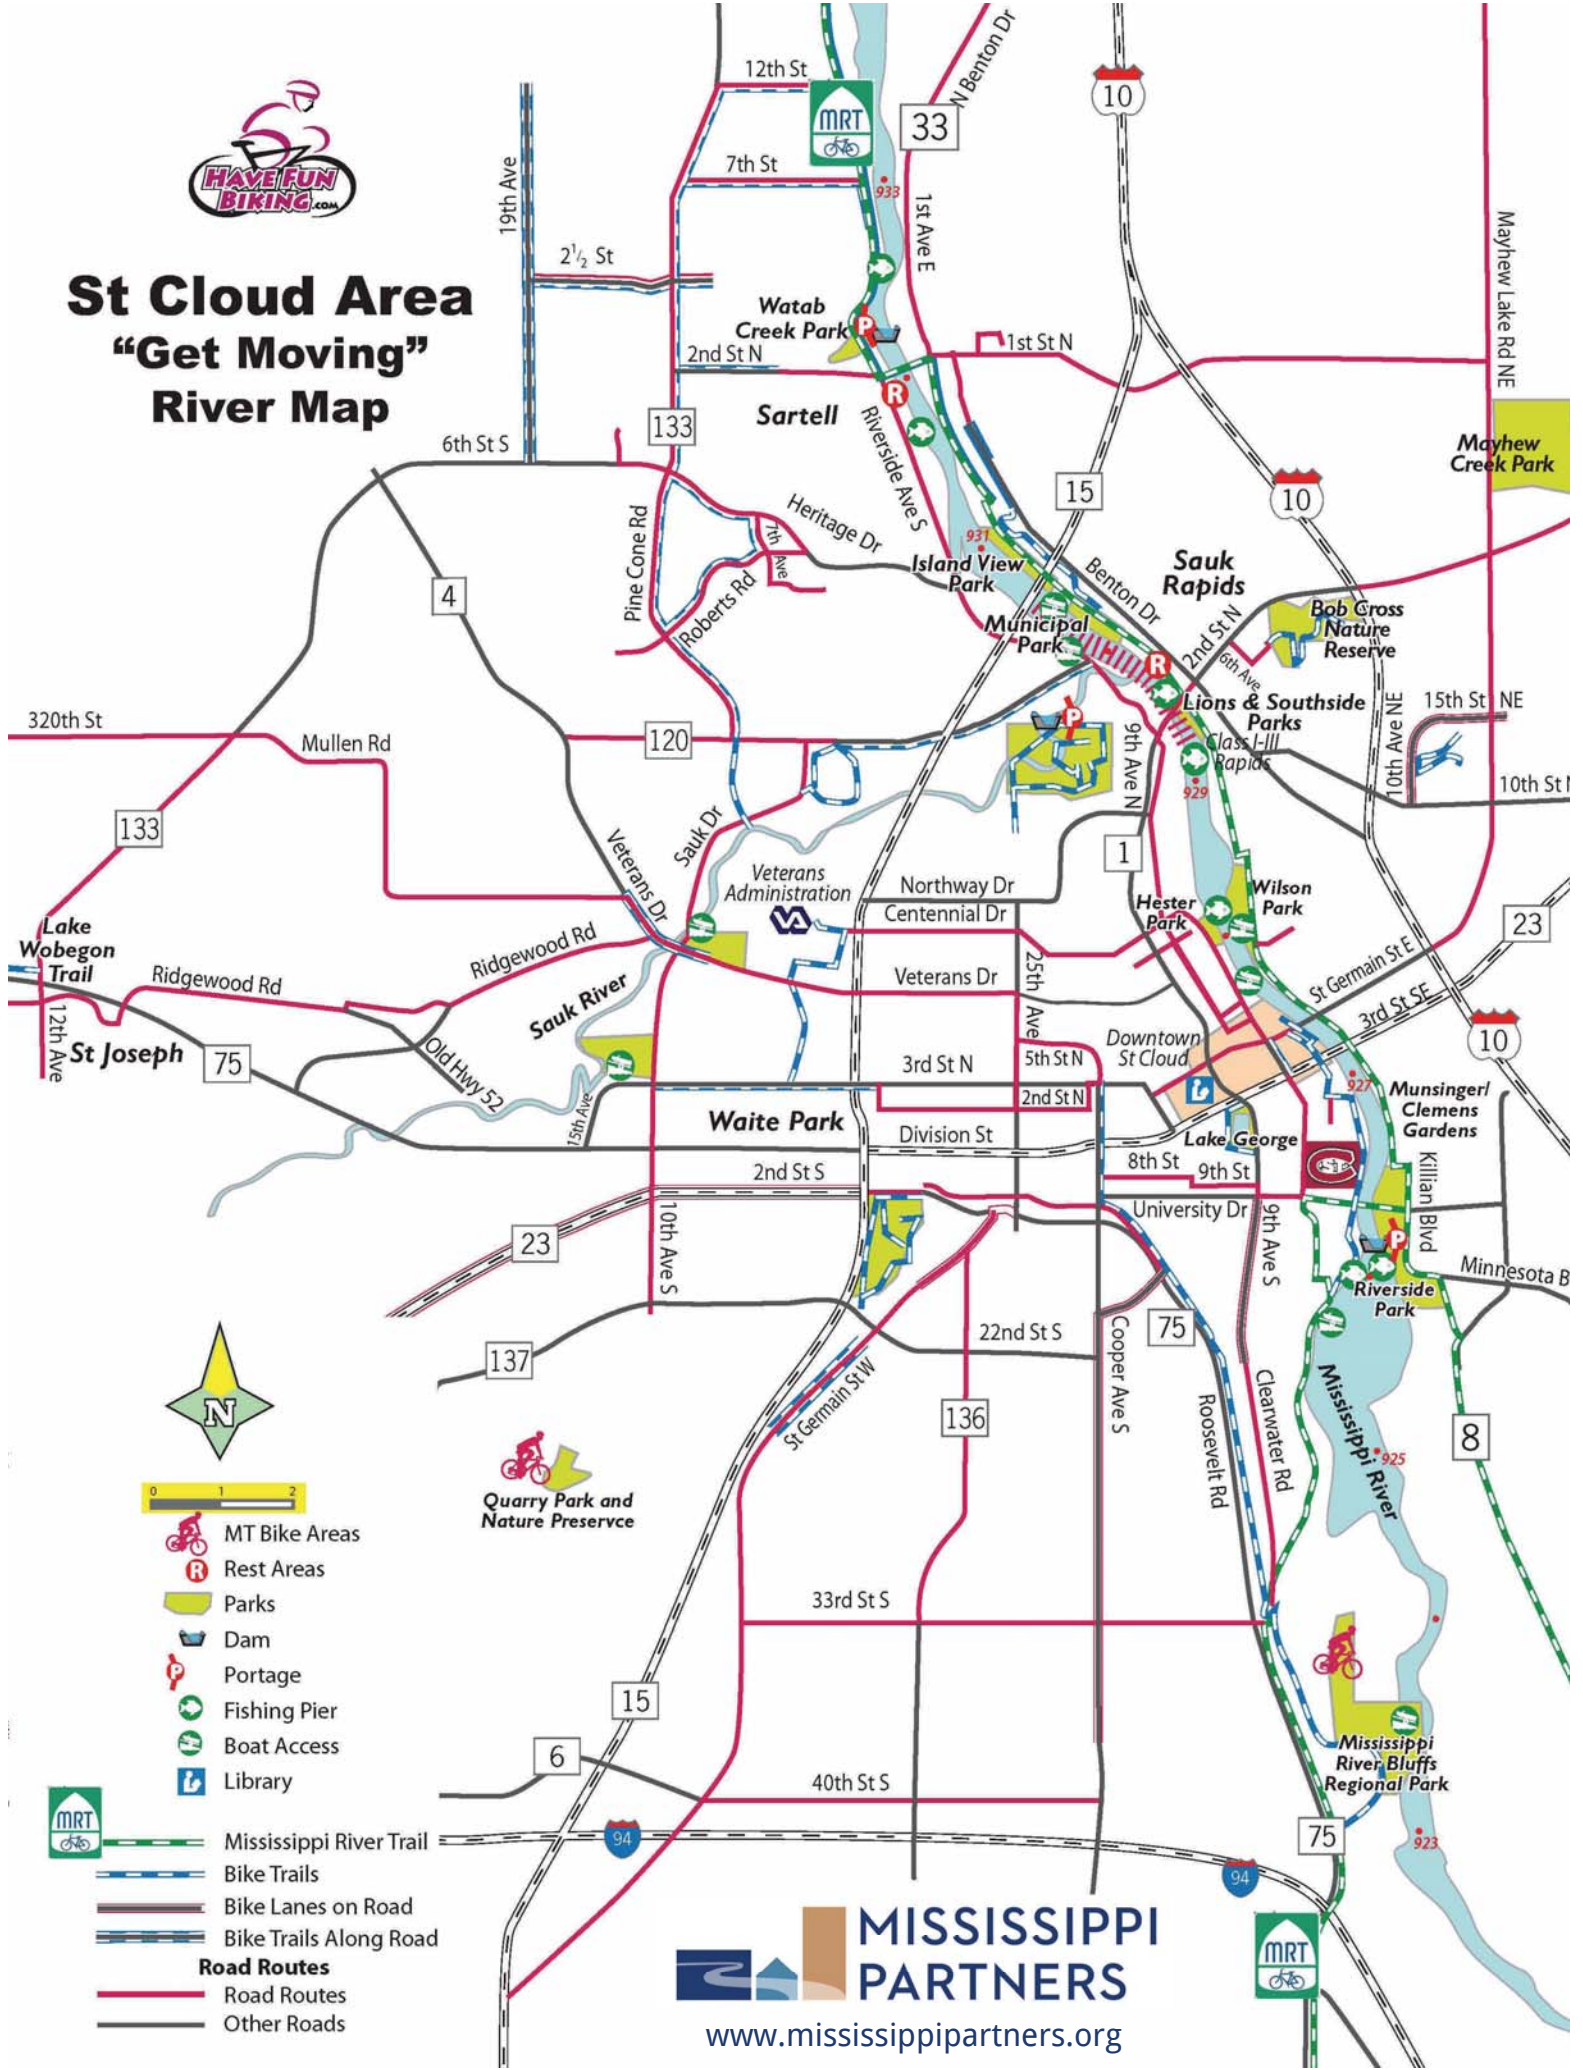 12th St
MRT
33
N Benton Dr
10
HAVE FUN
BIKING.COM
19th Ave
7th St
933
1st Ave E
Mayhew Lake Rd NE
2 1/2 St
St Cloud Area
“Get Moving”
River Map
Watab
Creek Park
P
1st St N
2nd St N
R
Sartell
133
Riverside Ave S
6th St S
Mayhew
Creek Park
15
10
Pine Cone Rd
Heritage Dr
7th Ave
931
Island View
Park
Benton Dr
Sauk
Rapids
4
Roberts Rd
Municipal
Park
2nd St N
Bob Cross
Nature
Reserve
R
6th Ave
320th St
Mullen Rd
120
P
Lions & Southside
Parks
Class I-III
Rapids
9th Ave N
10th Ave NE
15th St NE
929
10th St N
133
Sauk Dr
Veterans Dr
1
Veterans
Administration
VA
Northway Dr
Centennial Dr
Hester
Park
Wilson
Park
23
Lake
Wobegon
Trail
Ridgewood Rd
Ridgewood Rd
Sauk River
Veterans Dr
25th Ave
St Germain St E
3rd St SE
12th Ave
St Joseph
75
Old Hwy 52
Downtown
St Cloud
10
3rd St N
5th St N
2nd St N
15th Ave
927
Munsinger/
Clemens
Gardens
Waite Park
Division St
Lake George
8th St
9th St
2nd St S
C
Killian Blvd
10th Ave S
University Dr
9th Ave S
23
P
Minnesota B
Riverside
Park
75
137
22nd St S
Cooper Ave S
St Germain St W
Roosevelt Rd
Clearwater Rd
Mississippi River
136
8
925
N
Quarry Park and
Nature Preservce
0 1 2
MT Bike Areas
R Rest Areas
Parks
Dam
P Portage
Fishing Pier
Boat Access
Library
33rd St S
15
6
Mississippi
River Bluffs
Regional Park
40th St S
MRT
Mississippi River Trail
Bike Trails
Bike Lanes on Road
Bike Trails Along Road
Road Routes
Road Routes
Other Roads
94
75
923
94
MRT
MISSISSIPPI
PARTNERS
www.mississippipartners.org